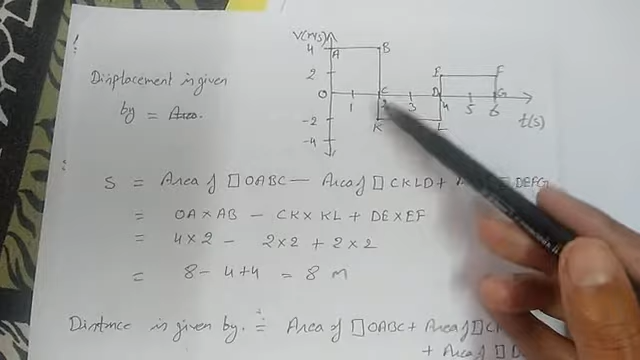 V(m/s)
4 A B
2 E F
0 1 C 3 D 4 5 G 6
-2 K L t(s)
-4
Displacement is given
by = Area.
S = Area of □ OABC — Area of □ CKLD + DEFG
= OA × AB - CK × KL + DE × EF
= 4 × 2 - 2 × 2 + 2 × 2
= 8 - 4 + 4 = 8 m
Distance is given by. = Area of □ OABC + Area of □
+ Area of □